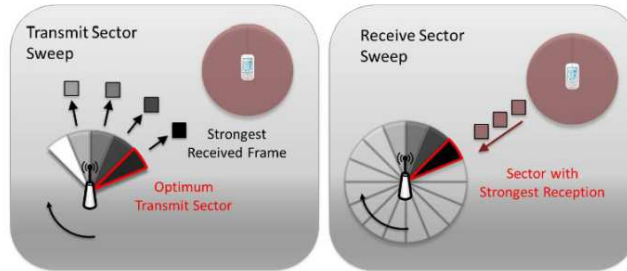 Transmit Sector
Sweep
Strongest
Received Frame
Optimum
Transmit Sector
Receive Sector
Sweep
Sector with
Strongest Reception